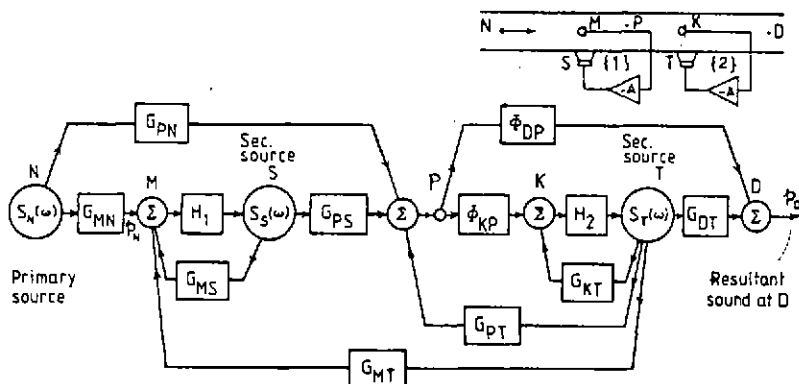 N M P K D
S {1} T {2}
-A -A
G_PN
Φ_DP
N
Sec. source S
P
Sec. source T
M
K
D
S_N(ω) G_MN Σ H_1 S_S(ω) G_PS Σ Φ_KP Σ H_2 S_T(ω) G_DT Σ
P_N
Primary source
G_MS
G_KT
Resultant sound at D
G_PT
G_MT